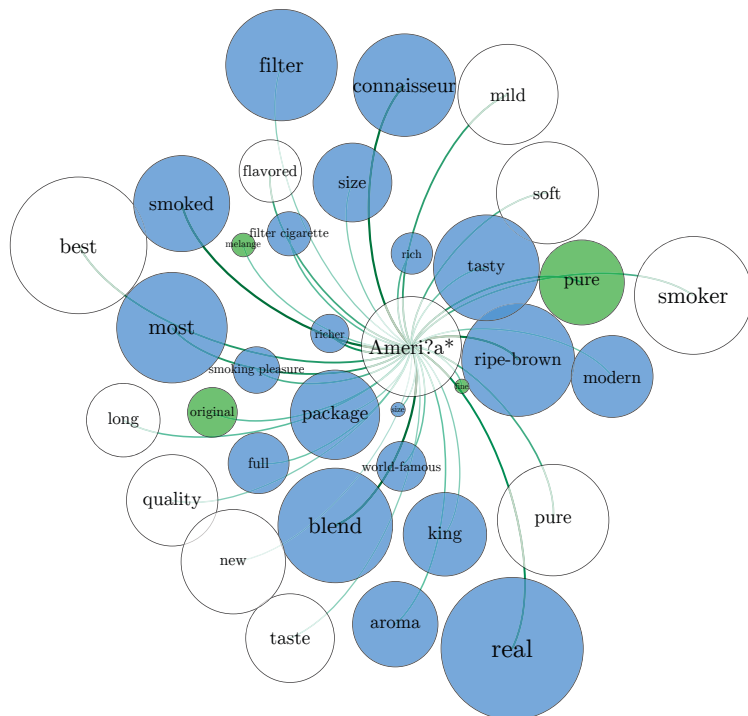 filter
connaisseur
mild
flavored
size
soft
smoked
filter cigarette
melange
best
rich
tasty
pure
smoker
most
richer
Ameri?a*
ripe-brown
smoking pleasure
modern
fine
original
long
package
size
full
world-famous
quality
blend
king
pure
new
aroma
taste
real